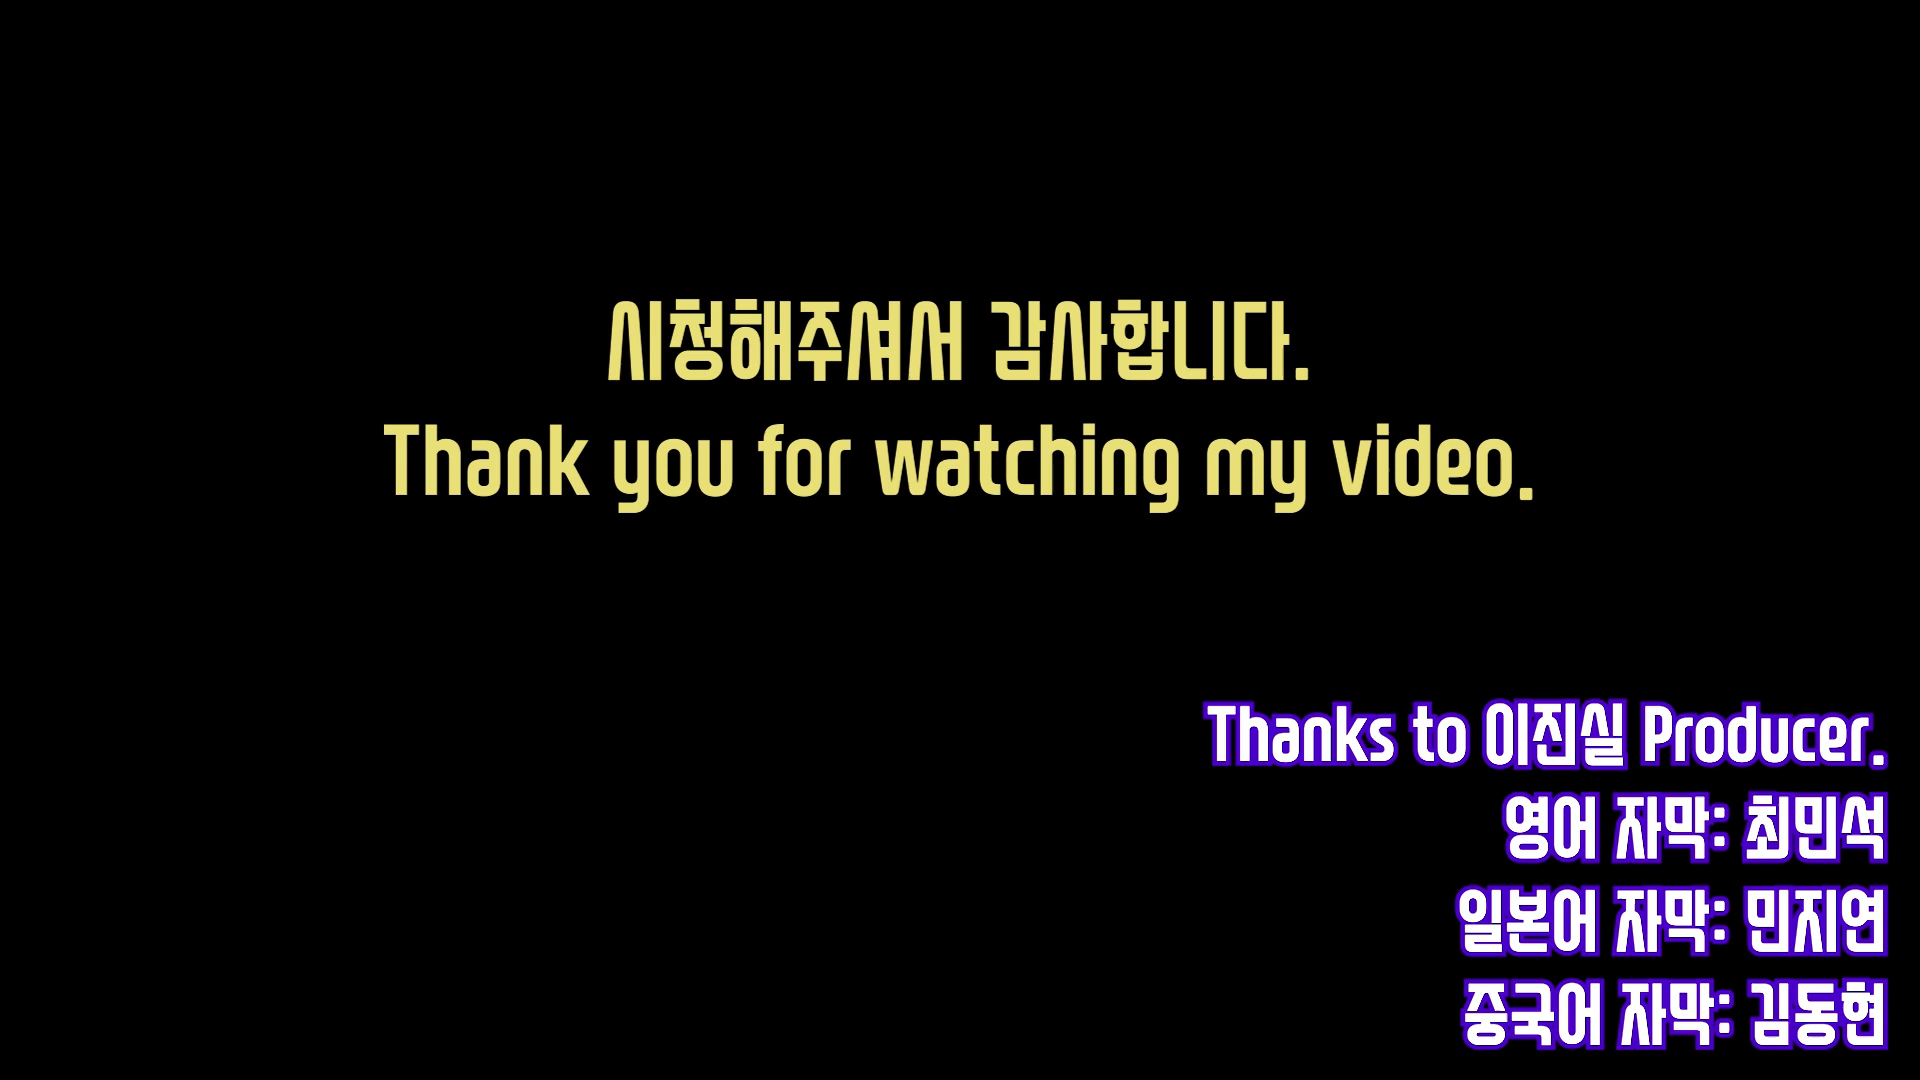 시청해주셔서 감사합니다.
Thank you for watching my video.
Thanks to 이진실 Producer.
영어 자막: 최민석
일본어 자막: 민지연
중국어 자막: 김동현